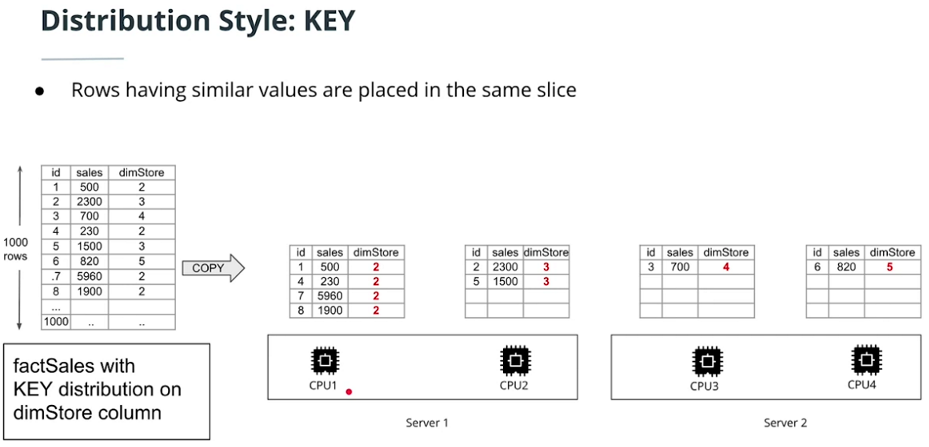 Distribution Style: KEY
● Rows having similar values are placed in the same slice
id sales dimStore
1 500 2
2 2300 3
3 700 4
4 230 2
5 1500 3
6 820 5
.7 5960 2
8 1900 2
...
1000 .. ..
1000
rows
COPY
factSales with
KEY distribution on
dimStore column
id sales dimStore
1 500 2
4 230 2
7 5960 2
8 1900 2
id sales dimStore
2 2300 3
5 1500 3
id sales dimStore
3 700 4
id sales dimStore
6 820 5
CPU1
CPU2
CPU3
CPU4
Server 1
Server 2